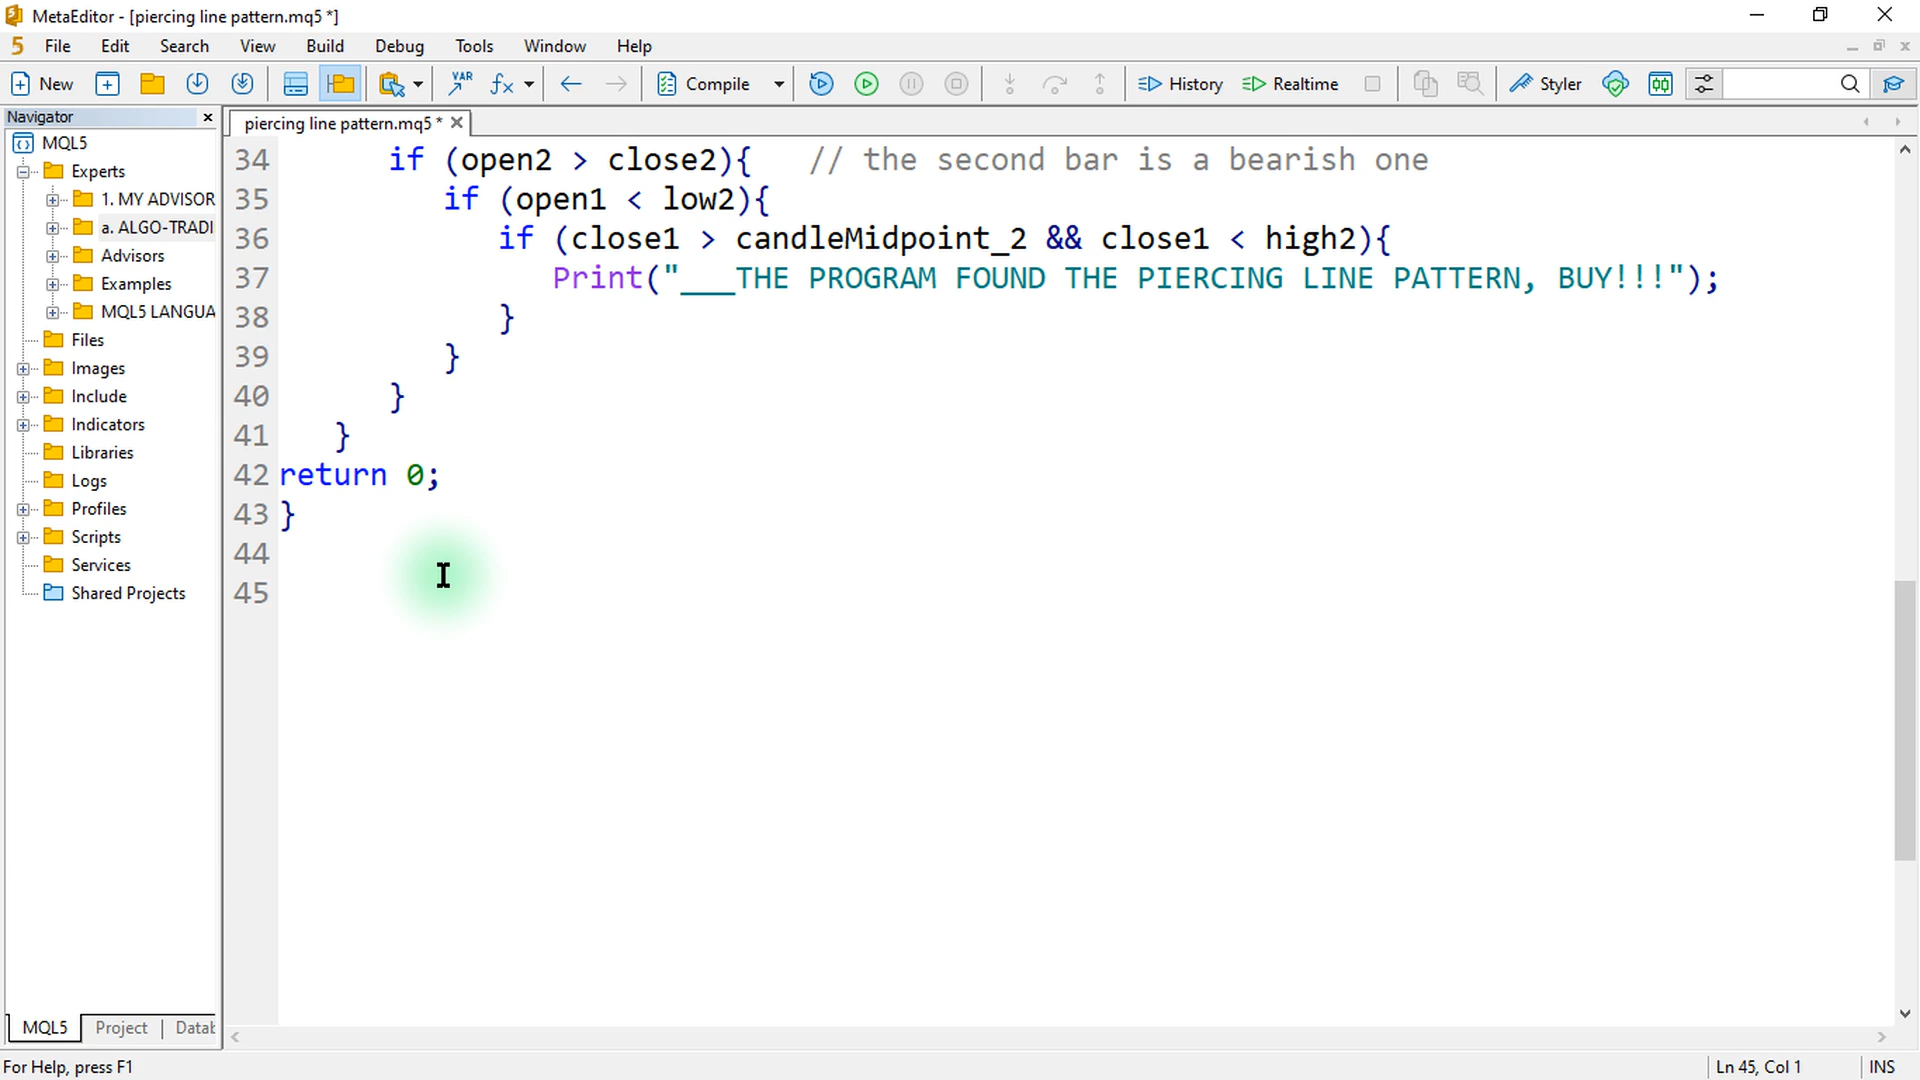 MetaEditor - [piercing line pattern.mq5 *]
5 File Edit Search View Build Debug Tools Window Help
New VAR fx Compile History Realtime Styler
Navigator
piercing line pattern.mq5 *
MQL5
Experts
1. MY ADVISOR
a. ALGO-TRADI
Advisors
Examples
MQL5 LANGUA
Files
Images
Include
Indicators
Libraries
Logs
Profiles
Scripts
Services
Shared Projects
34 if (open2 > close2){ // the second bar is a bearish one
35 if (open1 < low2){
36 if (close1 > candleMidpoint_2 && close1 < high2){
37 Print("___THE PROGRAM FOUND THE PIERCING LINE PATTERN, BUY!!!");
38 }
39 }
40 }
41 }
42 return 0;
43 }
44
45
MQL5 Project Datab
For Help, press F1
Ln 45, Col 1 INS